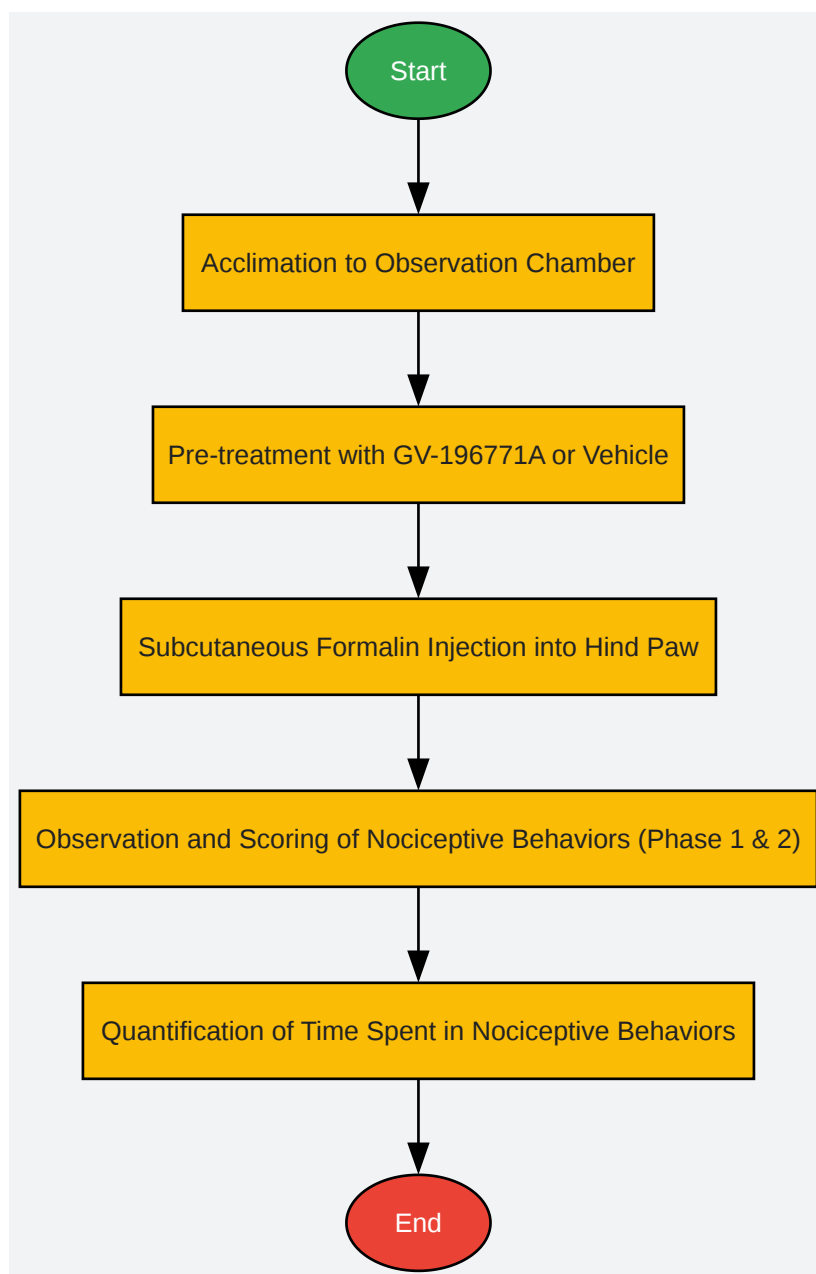 Start
Acclimation to Observation Chamber
Pre-treatment with GV-196771A or Vehicle
Subcutaneous Formalin Injection into Hind Paw
Observation and Scoring of Nociceptive Behaviors (Phase 1 & 2)
Quantification of Time Spent in Nociceptive Behaviors
End